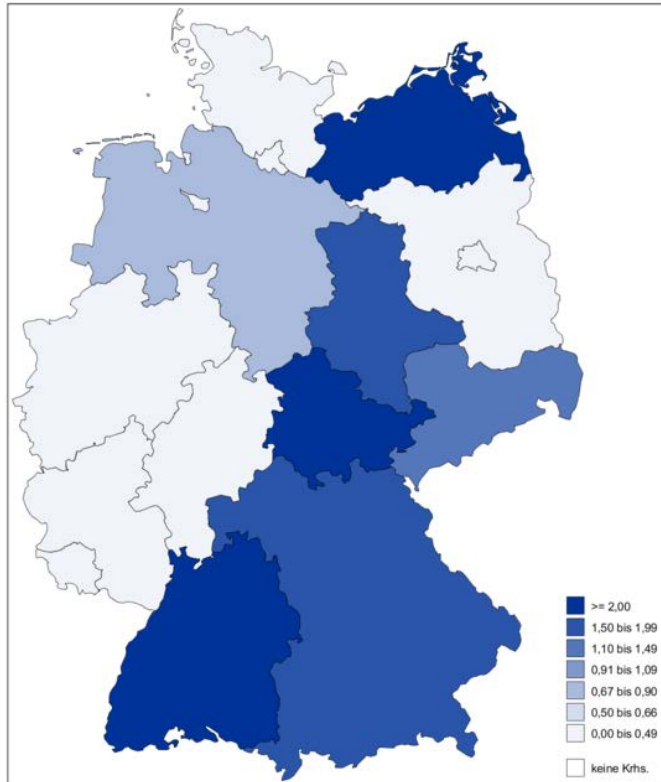 >= 2,00
1,50 bis 1,99
1,10 bis 1,49
0,91 bis 1,09
0,67 bis 0,90
0,50 bis 0,66
0,00 bis 0,49
keine Krhs.